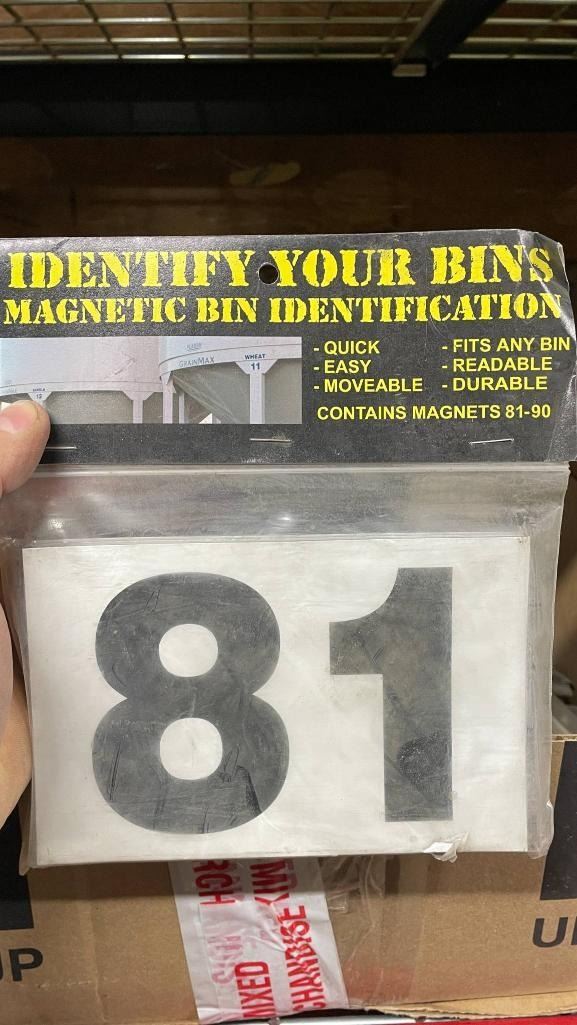 IDENTIFY YOUR BINS
MAGNETIC BIN IDENTIFICATION
GRAINMAX
WHEAT
11
12
- QUICK
- EASY
- MOVEABLE
- FITS ANY BIN
- READABLE
- DURABLE
CONTAINS MAGNETS 81-90
81
MIXED
CHANDISE
UP